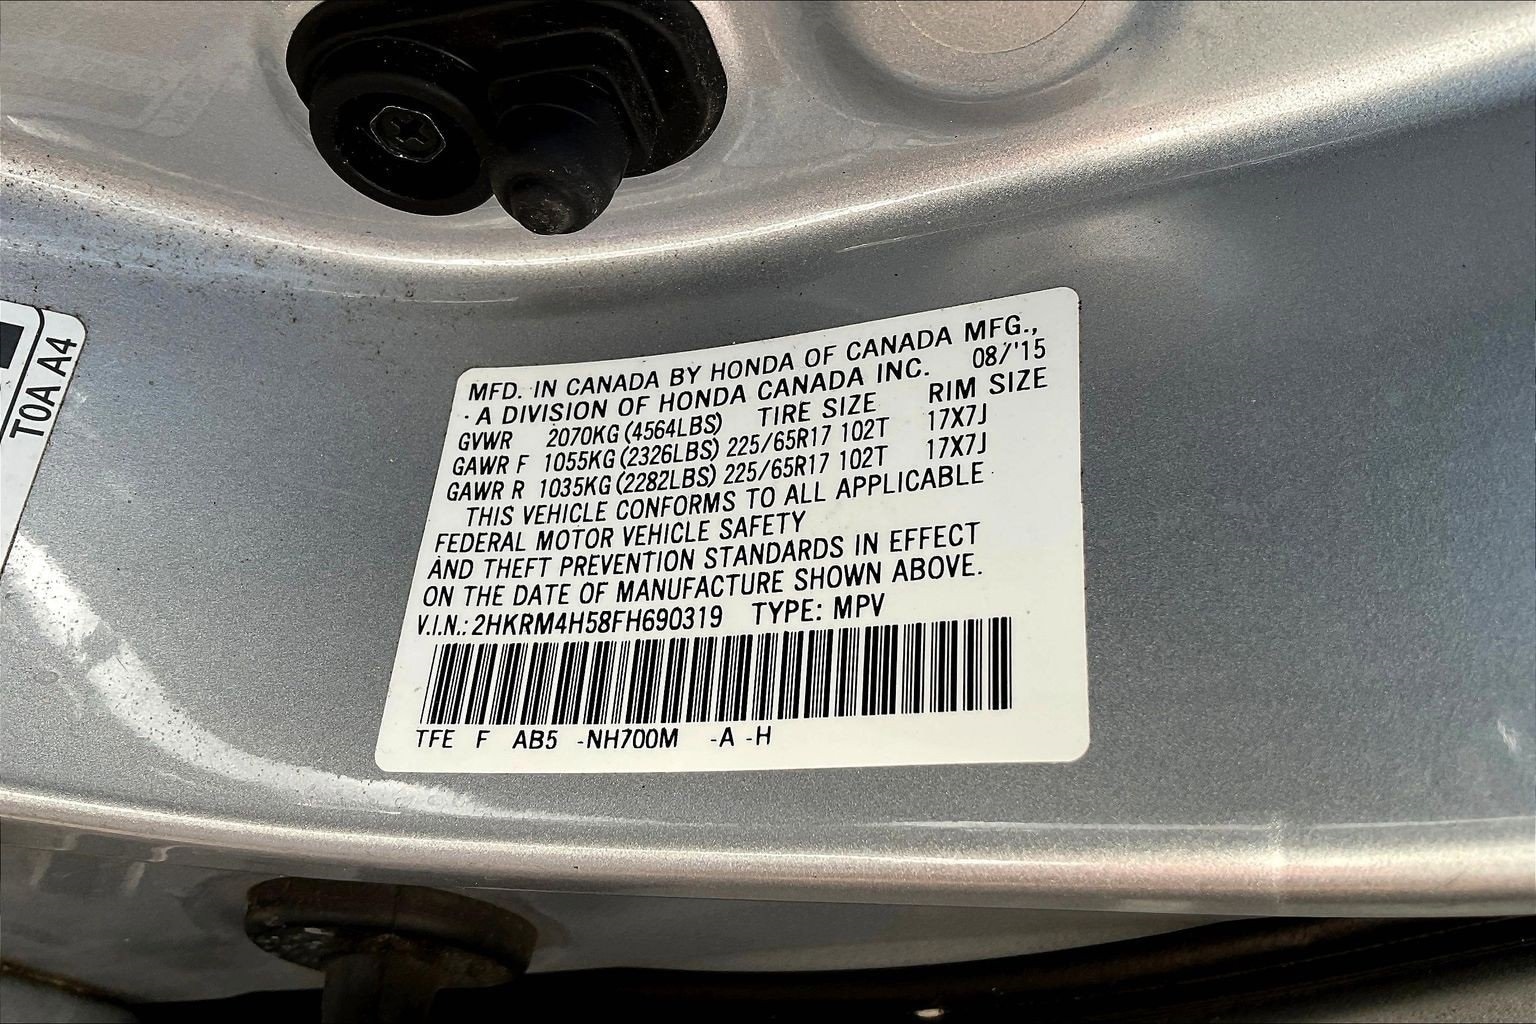 T0A A4
MFD. IN CANADA BY HONDA OF CANADA MFG.,
· A DIVISION OF HONDA CANADA INC. 08/'15
GVWR 2070KG (4564LBS) TIRE SIZE RIM SIZE
GAWR F 1055KG (2326LBS) 225/65R17 102T 17X7J
GAWR R 1035KG (2282LBS) 225/65R17 102T 17X7J
THIS VEHICLE CONFORMS TO ALL APPLICABLE
FEDERAL MOTOR VEHICLE SAFETY
AND THEFT PREVENTION STANDARDS IN EFFECT
ON THE DATE OF MANUFACTURE SHOWN ABOVE.
V.I.N.: 2HKRM4H58FH690319 TYPE: MPV
TFE F AB5 -NH700M -A -H